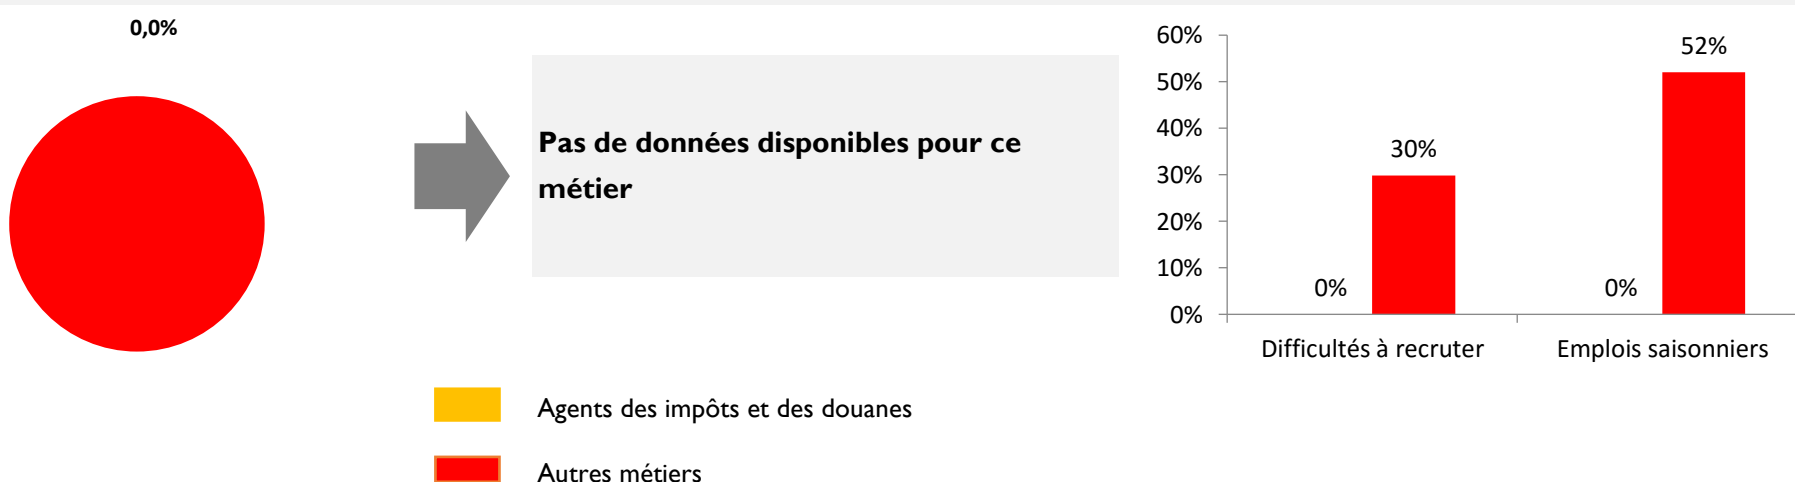 0,0%
Pas de données disponibles pour ce
métier
60%
50%
40%
30%
20%
10%
0%
0%
30%
0%
52%
Difficultés à recruter
Emplois saisonniers
Agents des impôts et des douanes
Autres métiers